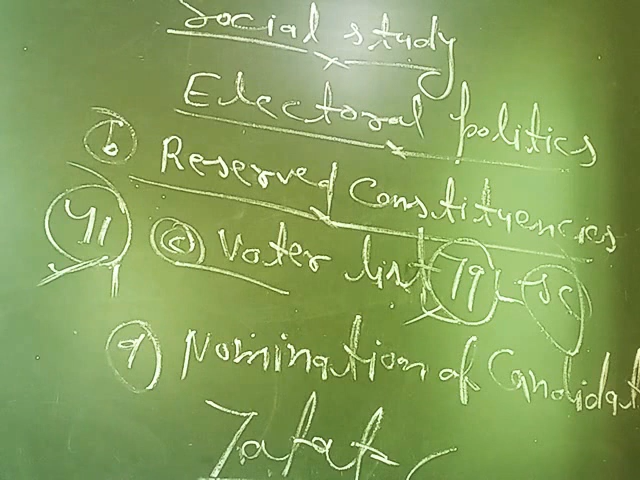 Social study
Electoral politics
(b) Reserved Constituencies
41 (c) Voter list 79 - SC
(d) Nomination of Candidat